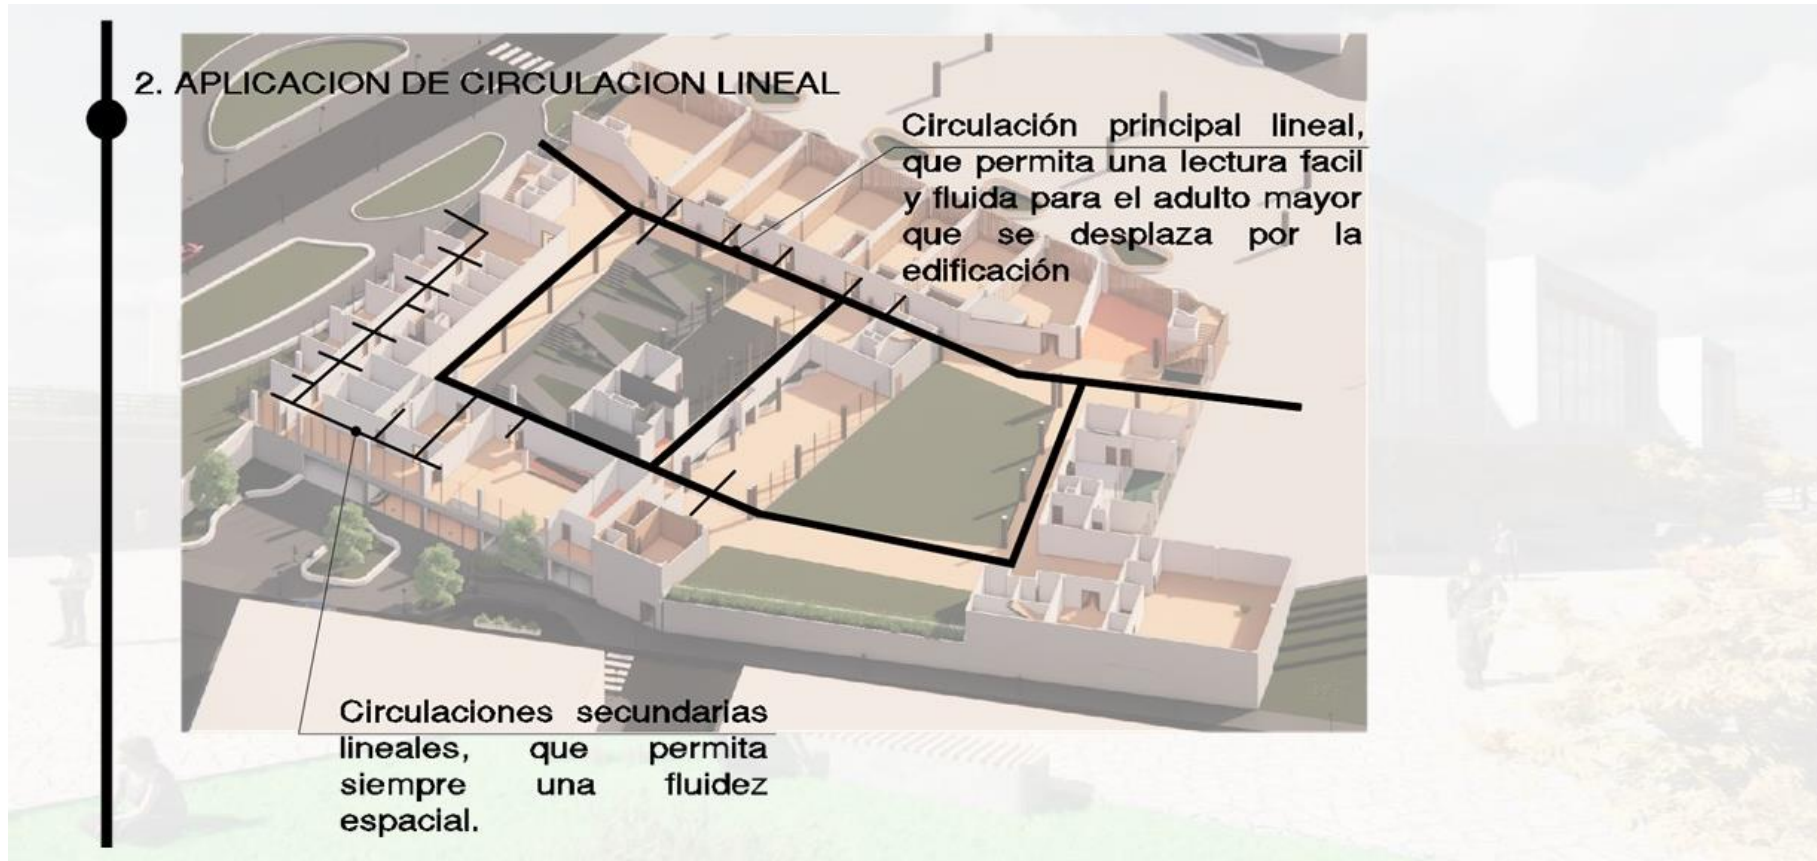 2. APLICACION DE CIRCULACION LINEAL
Circulación principal lineal,
que permita una lectura facil
y fluida para el adulto mayor
que se desplaza por la
edificación
Circulaciones secundarias
lineales, que permita
siempre una fluidez
espacial.